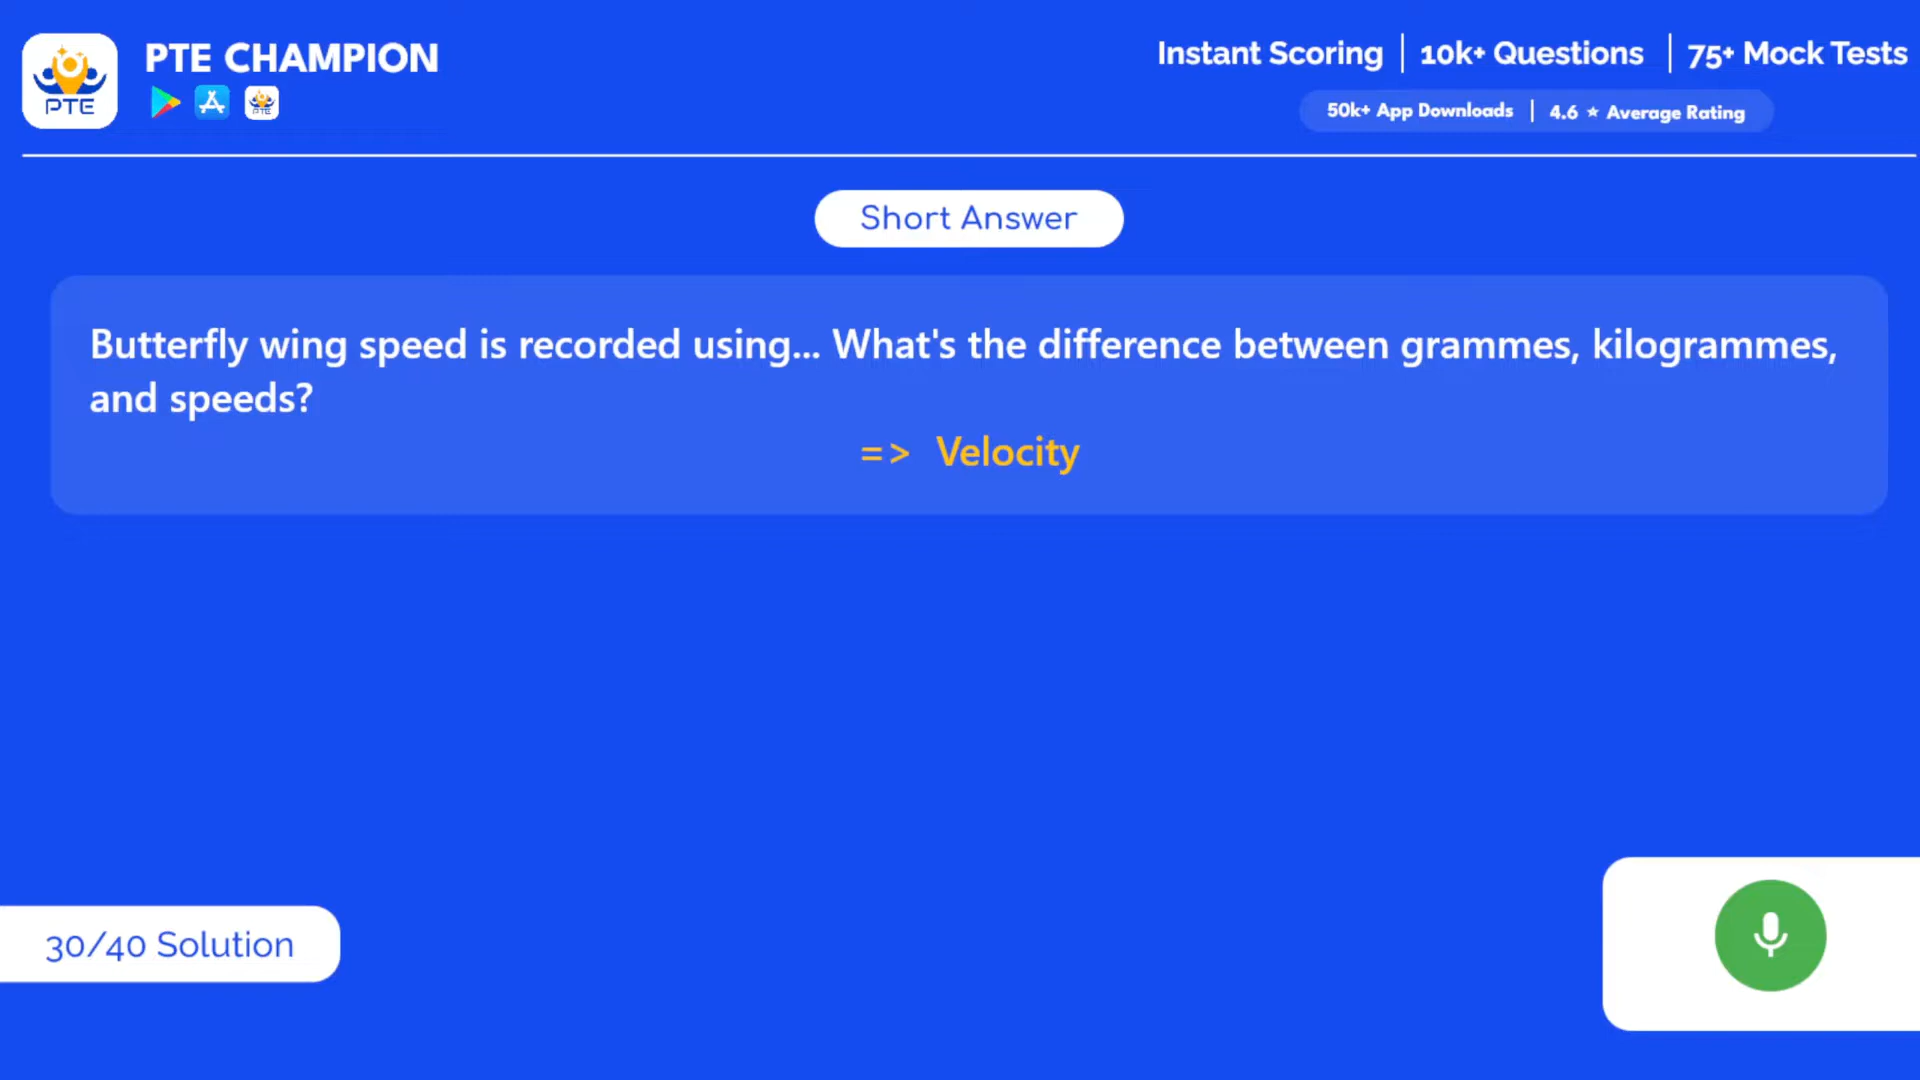 PTE CHAMPION
PTE
PTE
Instant Scoring | 10k+ Questions | 75+ Mock Tests
50k+ App Downloads | 4.6 ★ Average Rating
Short Answer
Butterfly wing speed is recorded using... What's the difference between grammes, kilogrammes,
and speeds?
=> Velocity
30/40 Solution